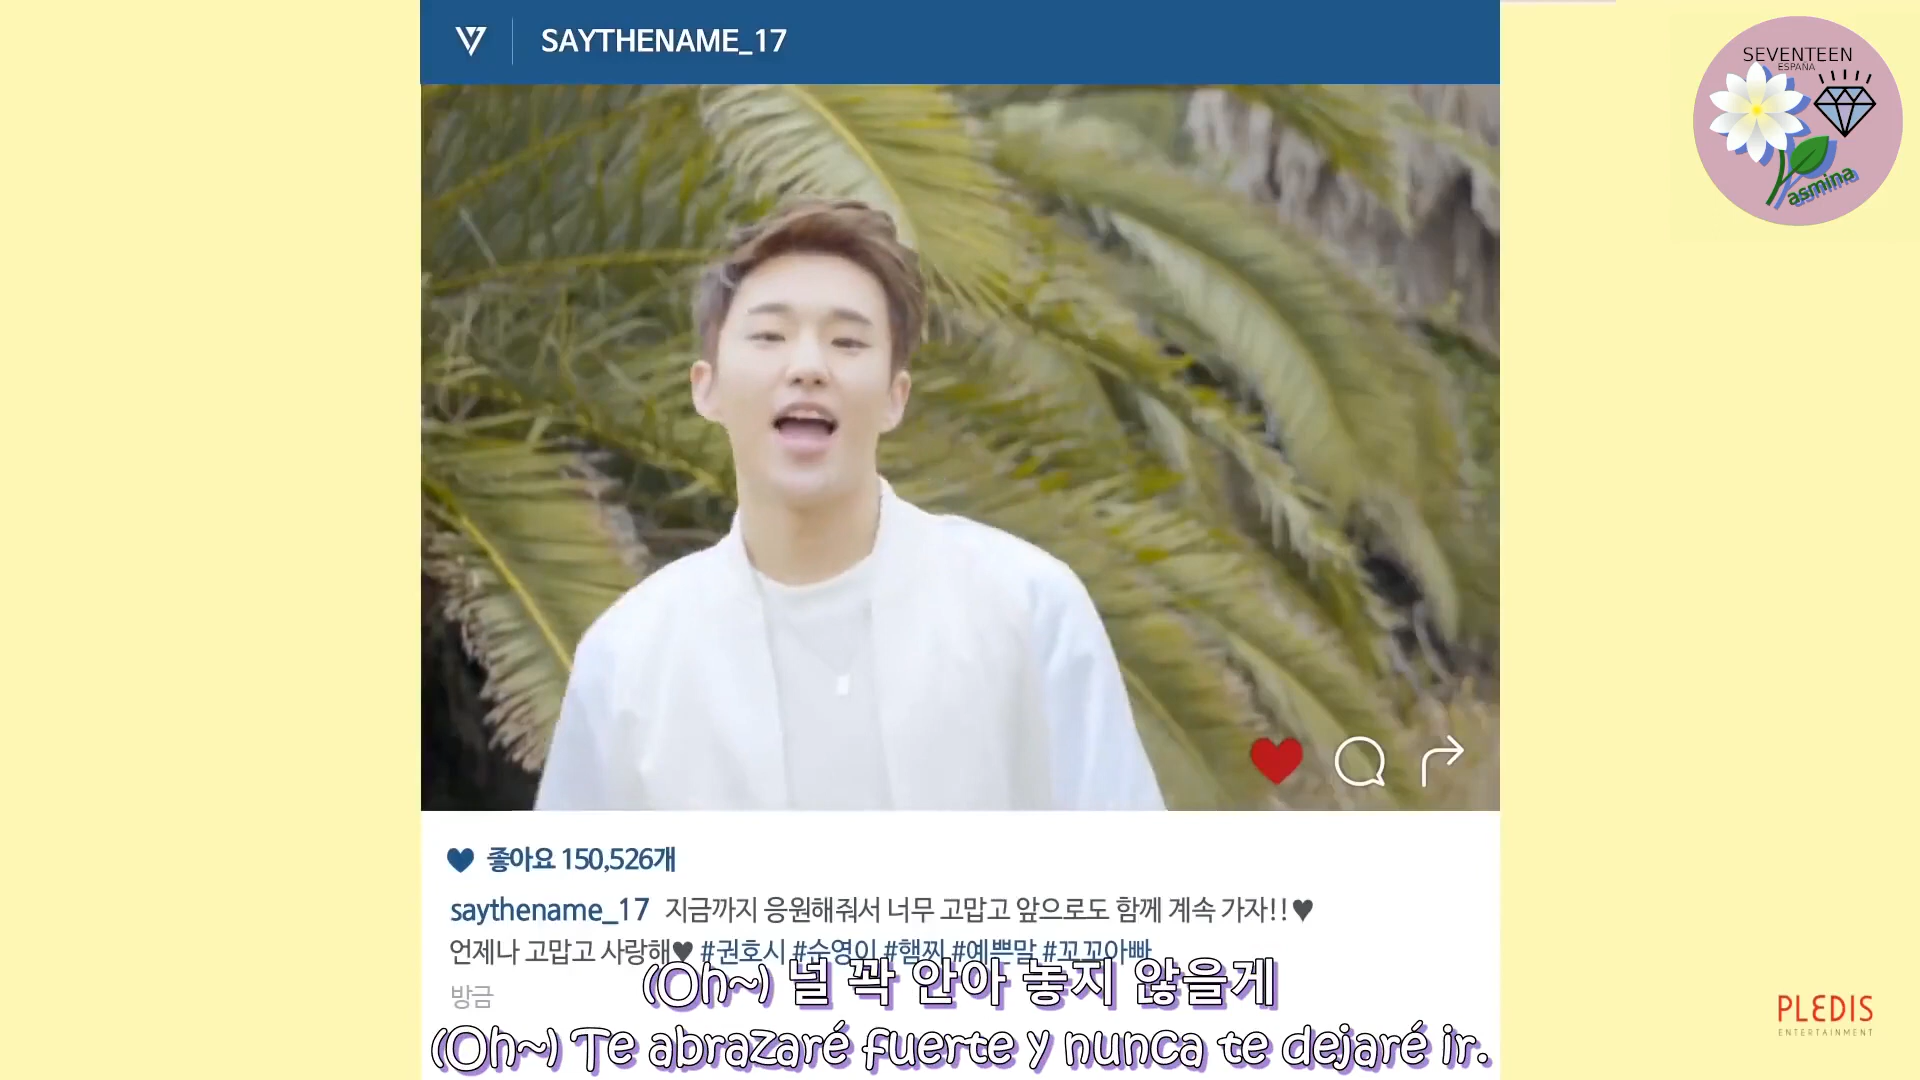 SAYTHENAME_17
SEVENTEEN
ESPAÑA
asmina
좋아요 150,526개
saythename_17 지금까지 응원해줘서 너무 고맙고 앞으로도 함께 계속 가자!!♥
언제나 고맙고 사랑해♥ #권호시 #순영이 #햄찌 #예쁜말 #꼬꼬아빠
방금
(Oh~) 널 꽉 안아 놓지 않을게
(Oh~) Te abrazaré fuerte y nunca te dejaré ir.
PLEDIS
ENTERTAINMENT